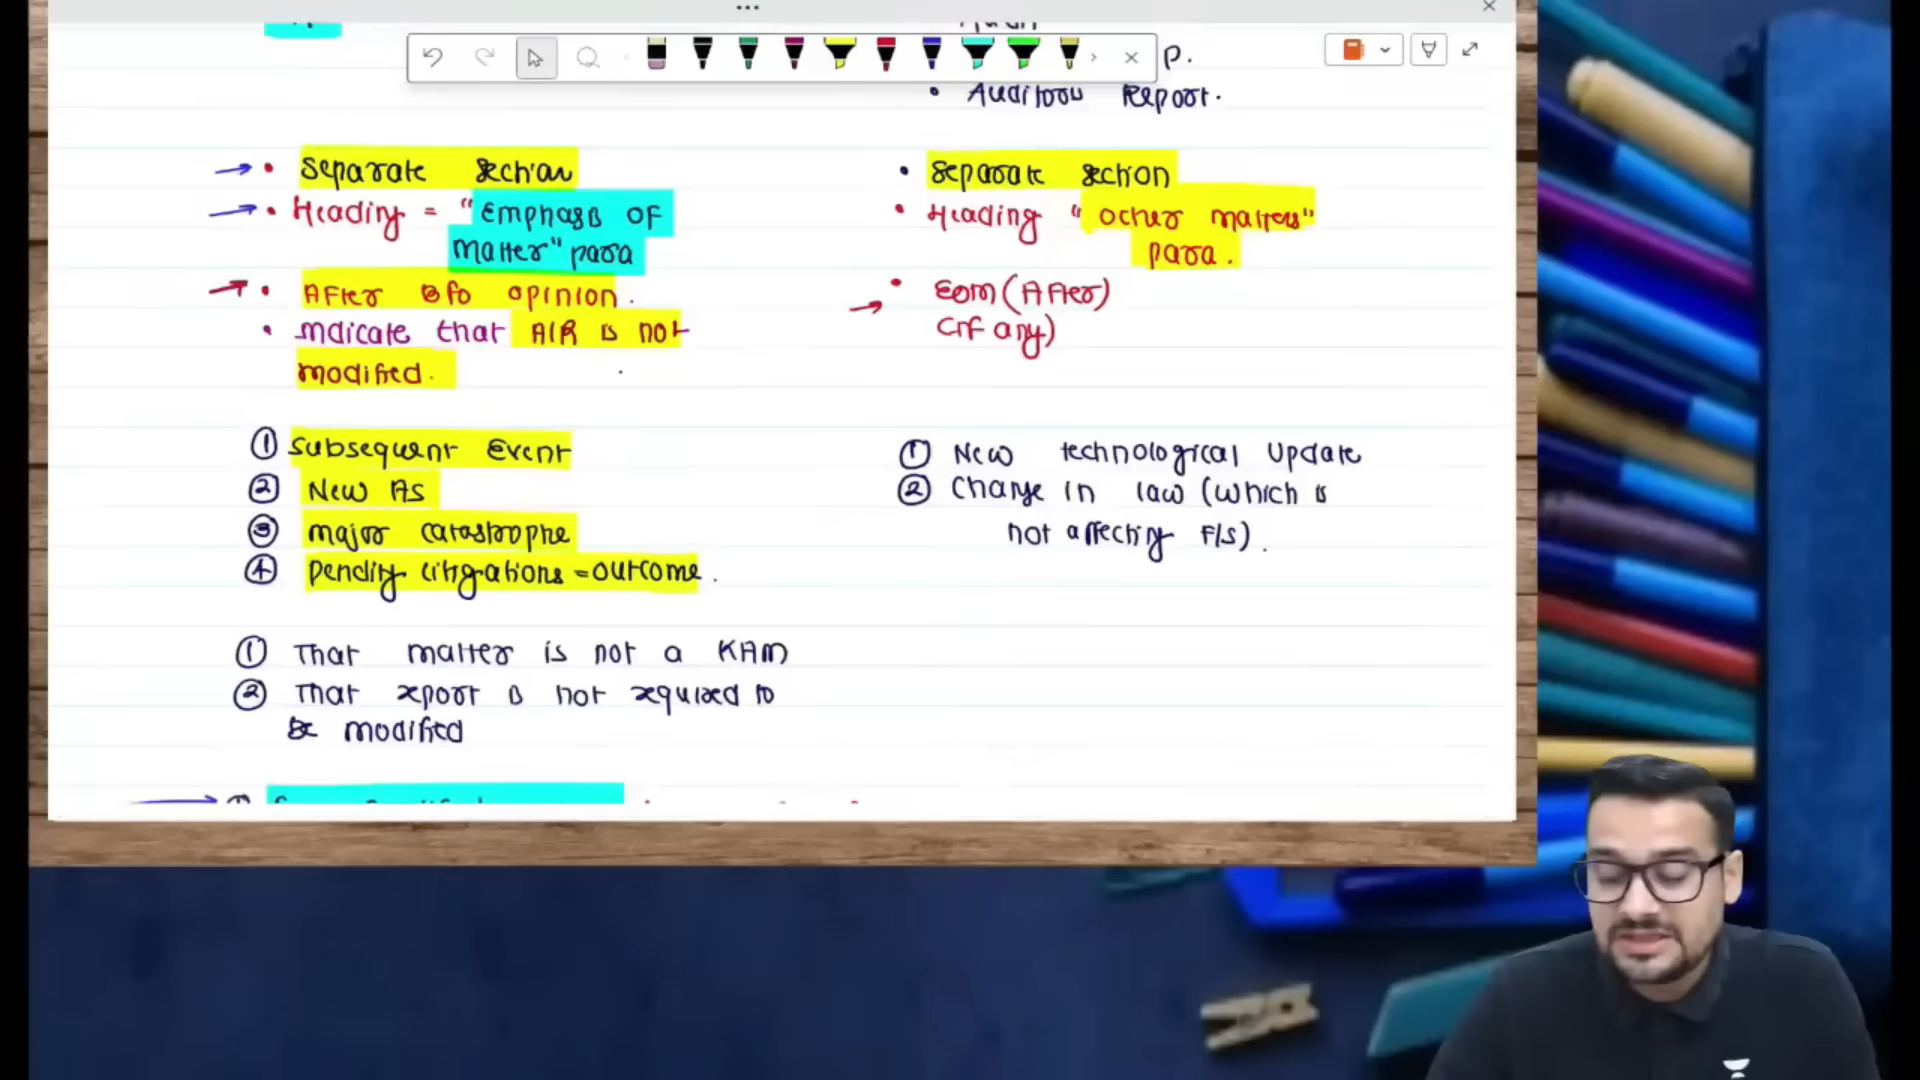 P.
• Auditors Report.
• Separate Section
• Heading = "Emphasis OF
Matter" para
• After Bfo opinion.
• Indicate that A/R is not
modified.
① Subsequent Event
② New As
③ Major Catastrophe
④ Pending litigations = outcome.
① That matter is not a KAM
② That report is not required to
be modified
• Separate Section
• Heading "other matters"
para.
• EOM (After)
(if any)
① New technological Update
② Change in law (which is
not affecting F/S).